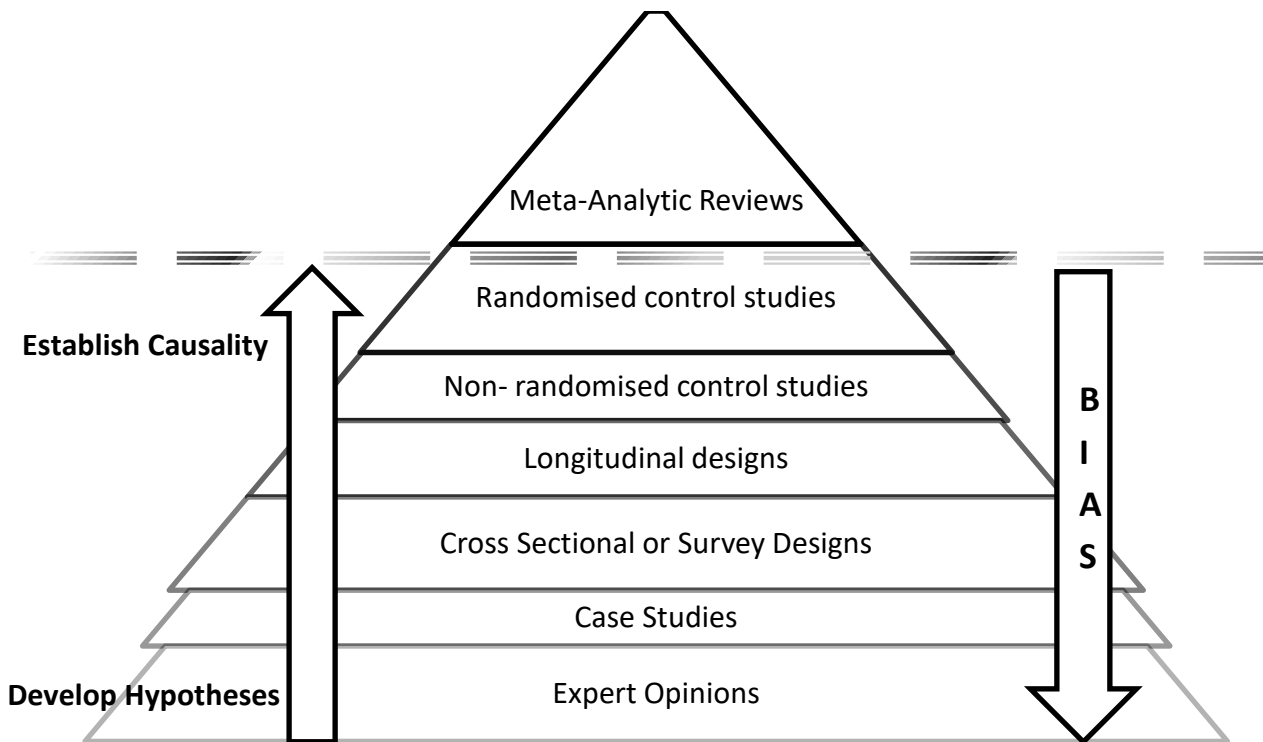 Meta-Analytic Reviews
Randomised control studies
Establish Causality
Non- randomised control studies
Longitudinal designs
Cross Sectional or Survey Designs
Case Studies
Develop Hypotheses
Expert Opinions
B
I
A
S